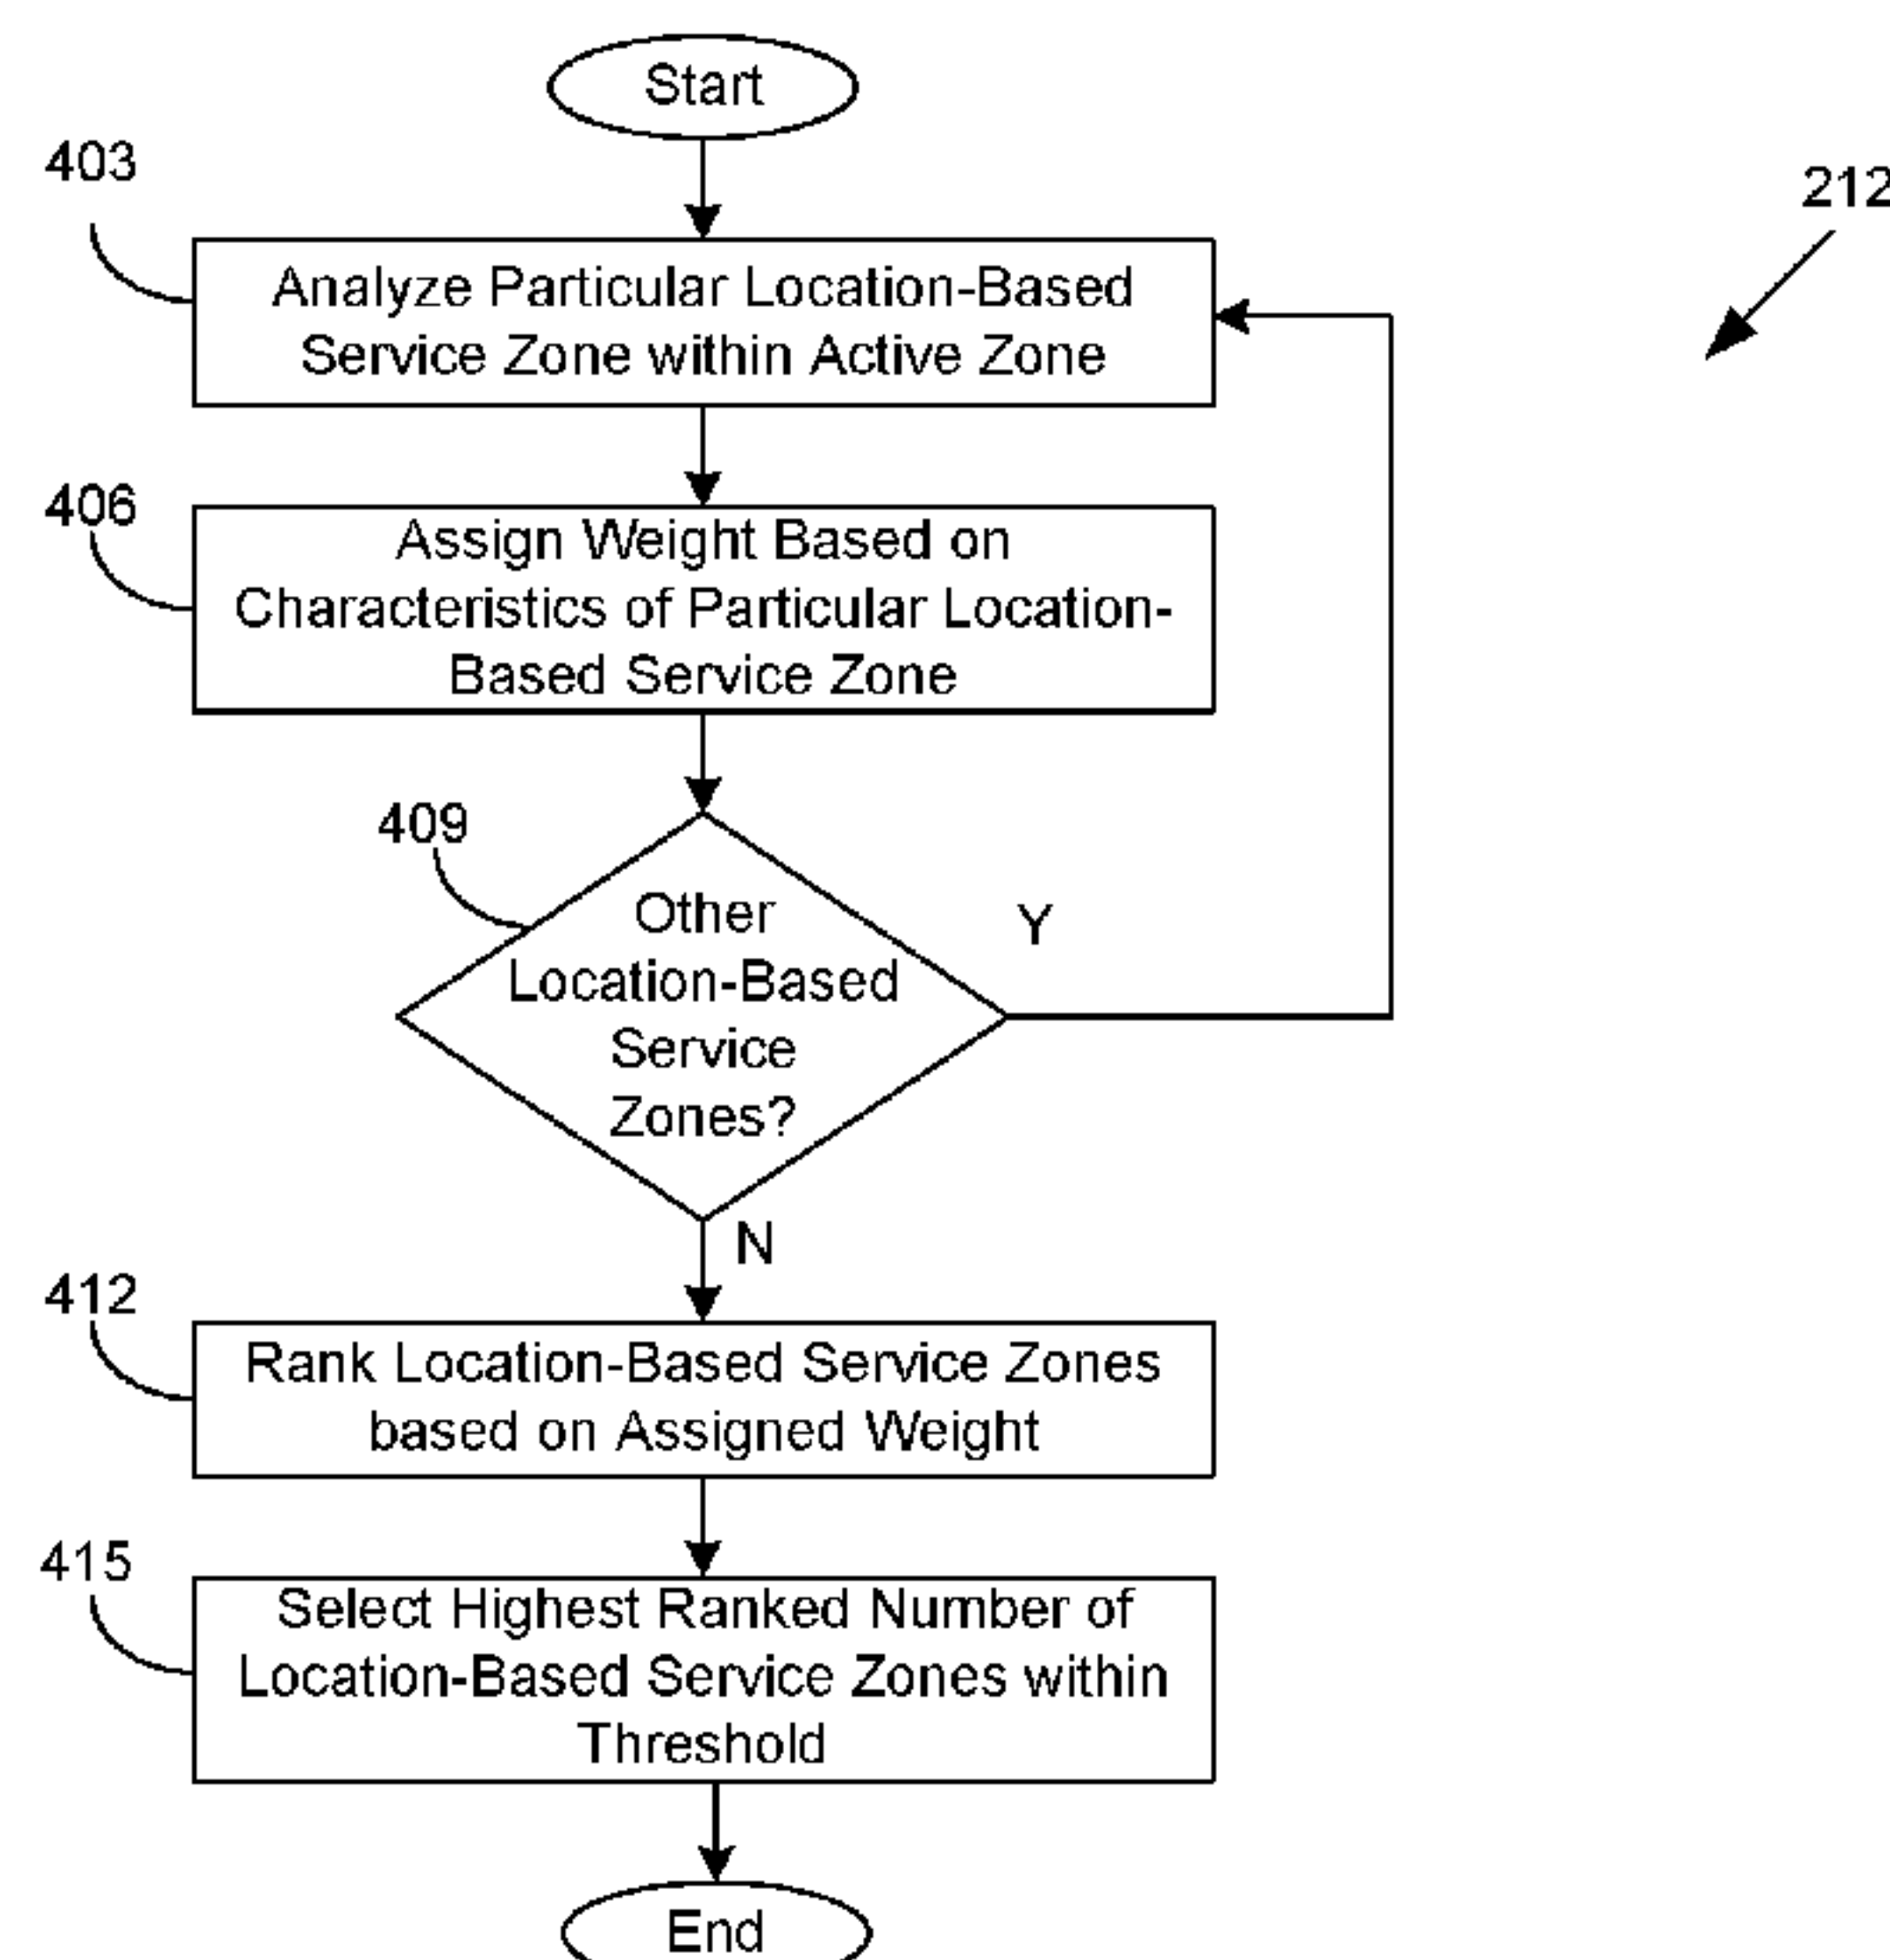 Start
403
212
Analyze Particular Location-Based
Service Zone within Active Zone
406
Assign Weight Based on
Characteristics of Particular Location-
Based Service Zone
409
Other
Location-Based
Service
Zones?
Y
N
412
Rank Location-Based Service Zones
based on Assigned Weight
415
Select Highest Ranked Number of
Location-Based Service Zones within
Threshold
End